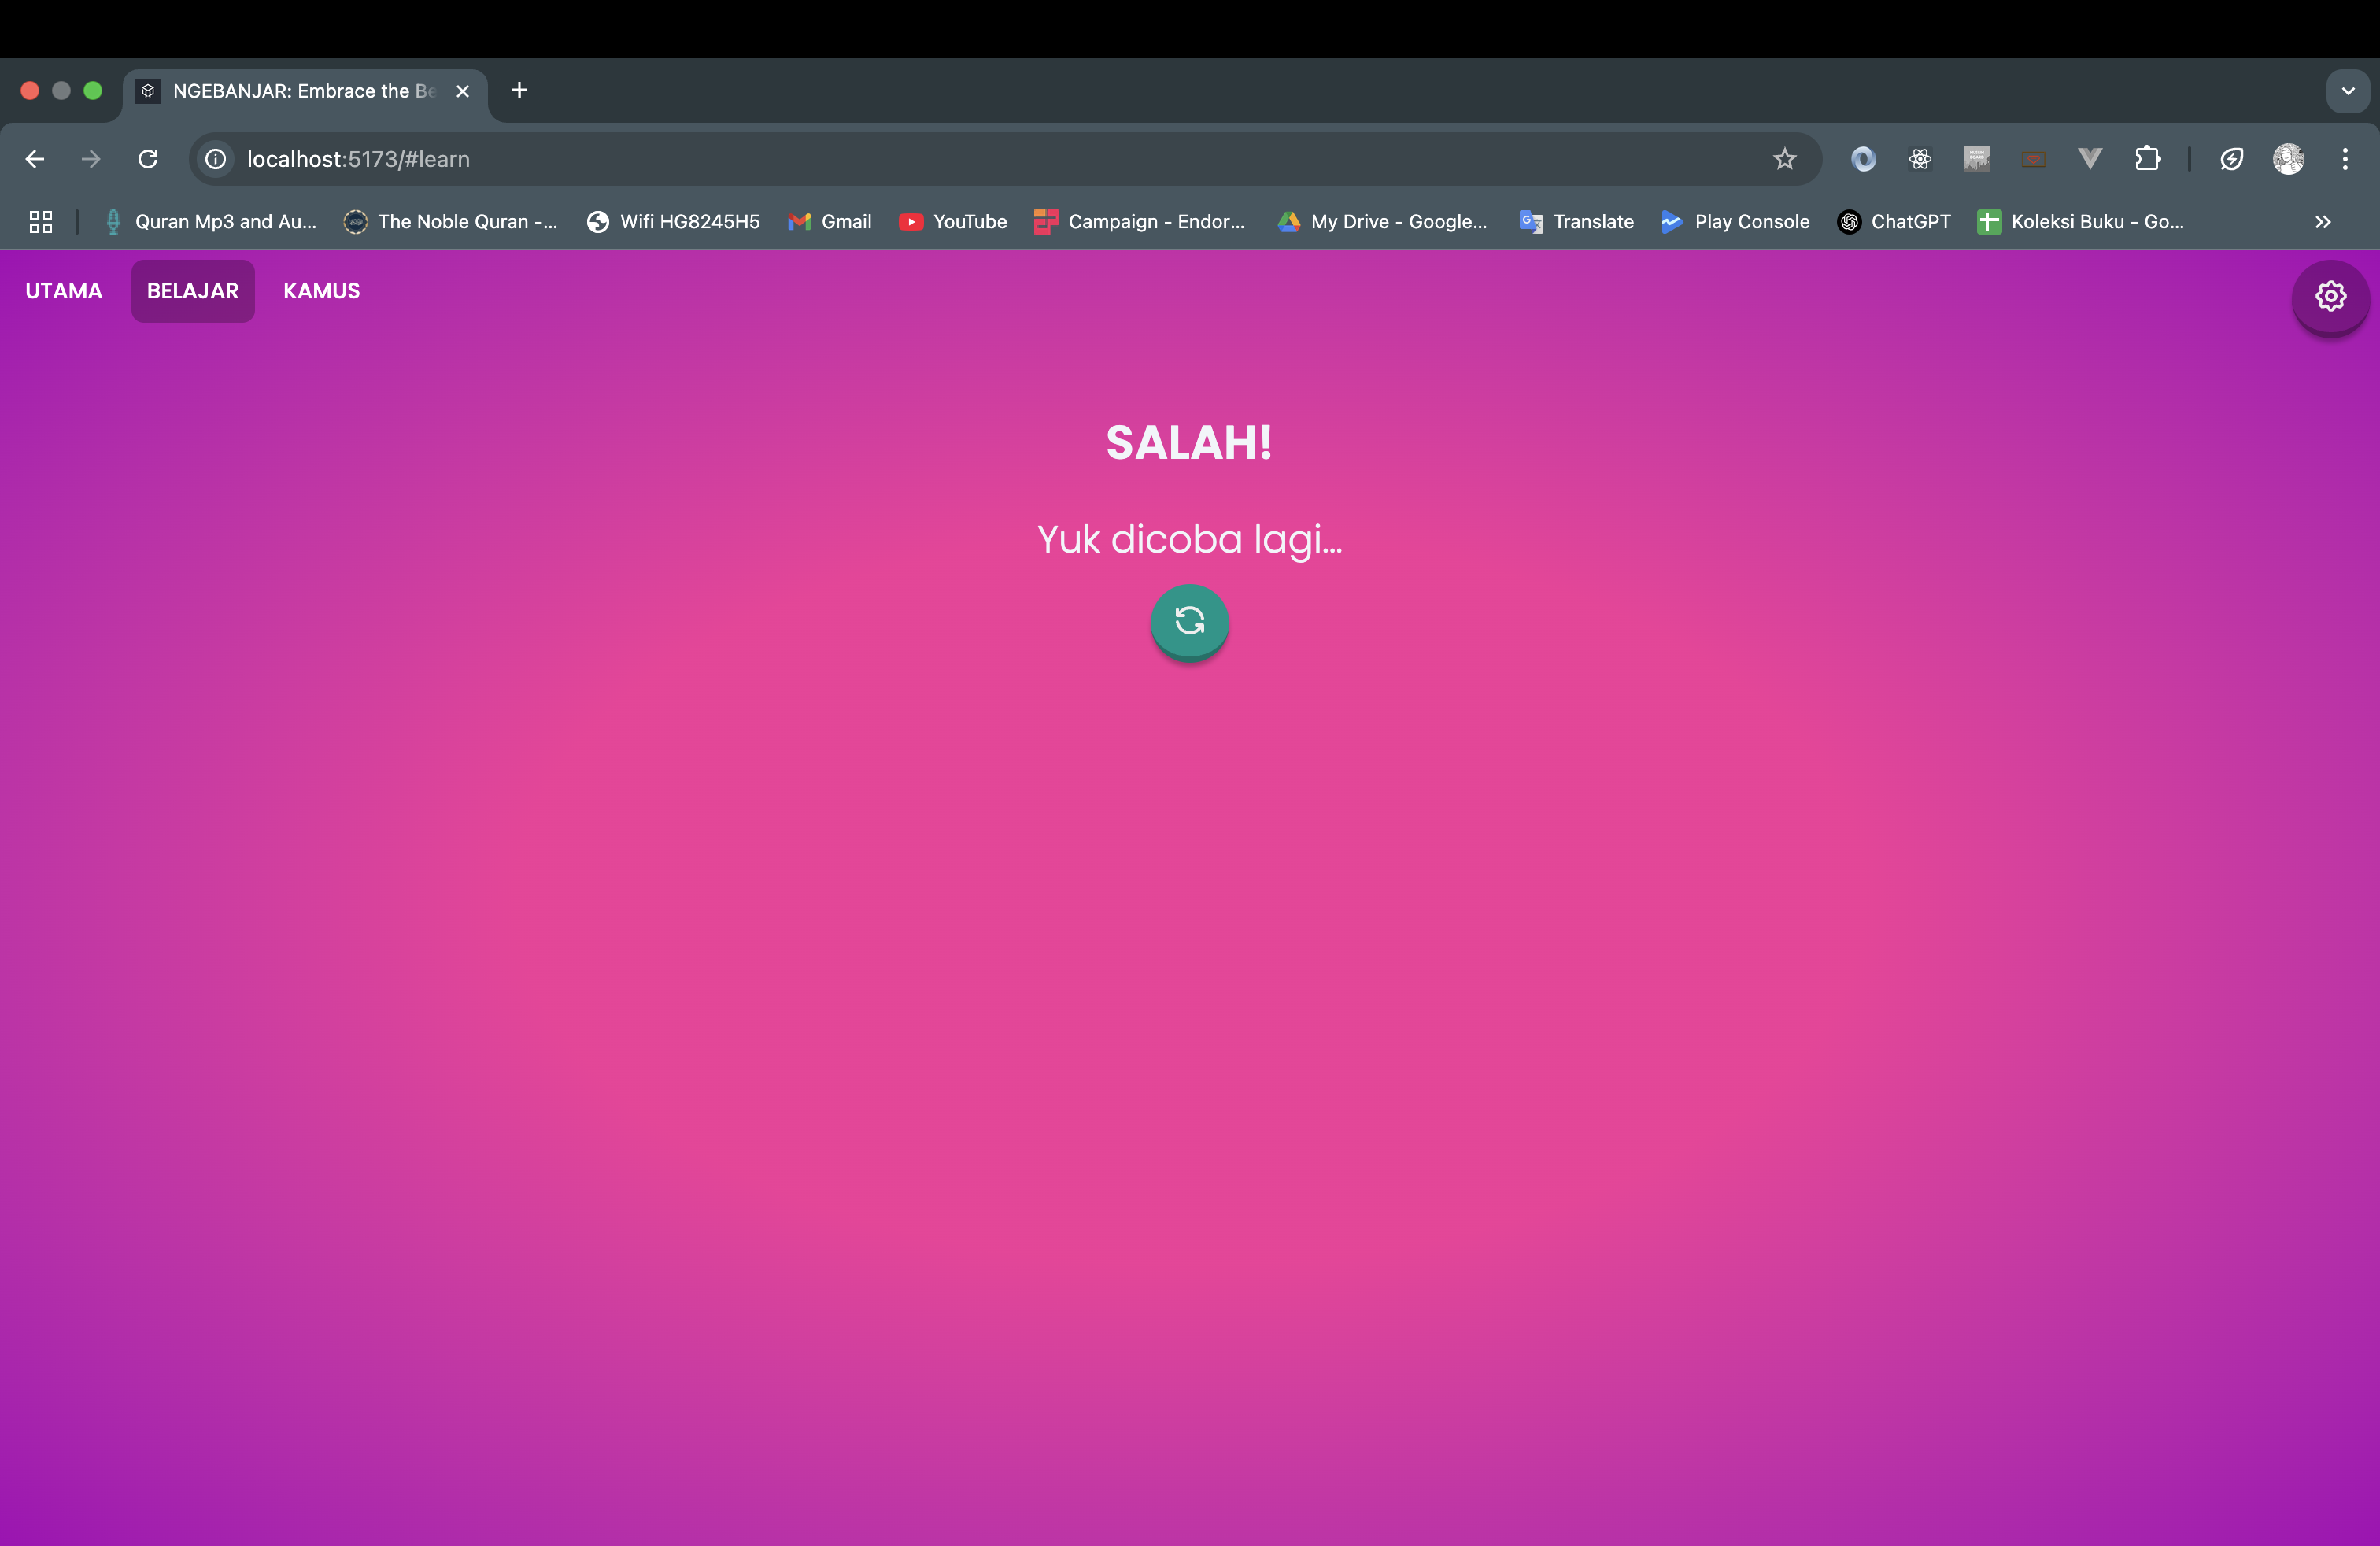 NGEBANJAR: Embrace the Be
localhost:5173/#learn
Quran Mp3 and Au... The Noble Quran -... Wifi HG8245H5 Gmail YouTube Campaign - Endor... My Drive - Google... Translate Play Console ChatGPT Koleksi Buku - Go...
UTAMA BELAJAR KAMUS
SALAH!
Yuk dicoba lagi...